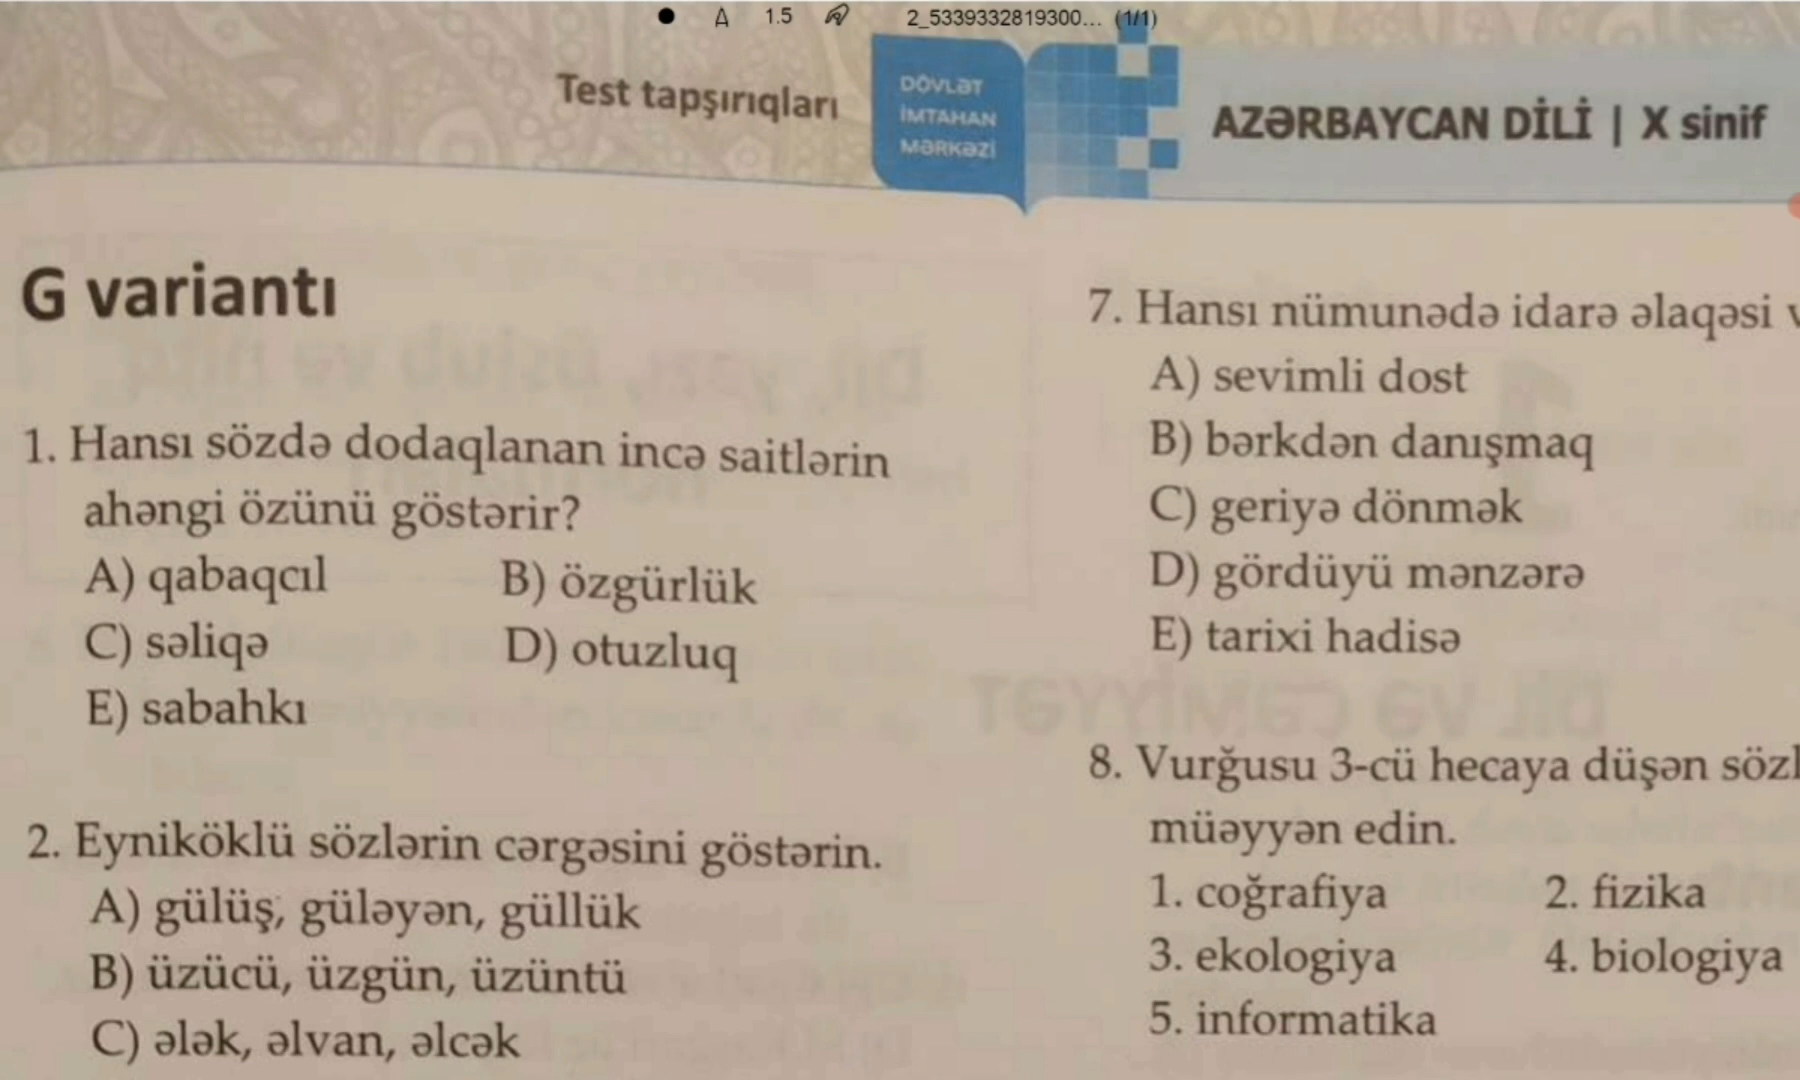 1.5 2_5339332819300... (1/1)
Test tapşırıqları
DÖVLƏT
İMTAHAN
MƏRKƏZİ
AZƏRBAYCAN DİLİ | X sinif
G variantı
1. Hansı sözdə dodaqlanan incə saitlərin
ahəngi özünü göstərir?
A) qabaqcıl B) özgürlük
C) səliqə D) otuzluq
E) sabahkı
2. Eyniköklü sözlərin cərgəsini göstərin.
A) gülüş, güləyən, güllük
B) üzücü, üzgün, üzüntü
C) ələk, əlvan, əlcək
7. Hansı nümunədə idarə əlaqəsi
A) sevimli dost
B) bərkdən danışmaq
C) geriyə dönmək
D) gördüyü mənzərə
E) tarixi hadisə
8. Vurğusu 3-cü hecaya düşən sözl
müəyyən edin.
1. coğrafiya 2. fizika
3. ekologiya 4. biologiya
5. informatika